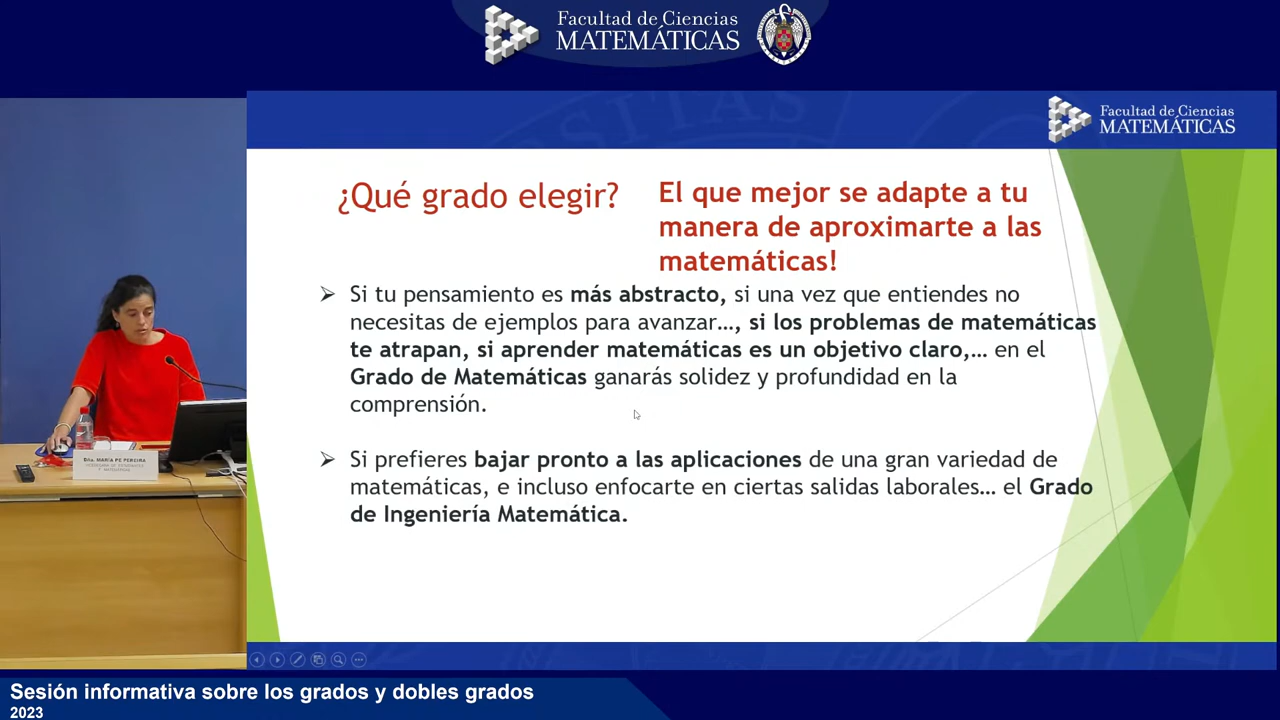 Facultad de Ciencias
MATEMÁTICAS
Facultad de Ciencias
MATEMÁTICAS
¿Qué grado elegir?
El que mejor se adapte a tu
manera de aproximarte a las
matemáticas!
➢ Si tu pensamiento es más abstracto, si una vez que entiendes no
necesitas de ejemplos para avanzar…, si los problemas de matemáticas
te atrapan, si aprender matemáticas es un objetivo claro,… en el
Grado de Matemáticas ganarás solidez y profundidad en la
comprensión.
➢ Si prefieres bajar pronto a las aplicaciones de una gran variedad de
matemáticas, e incluso enfocarte en ciertas salidas laborales… el Grado
de Ingeniería Matemática.
Dña. MARÍA PE PEREIRA
Sesión informativa sobre los grados y dobles grados
2023